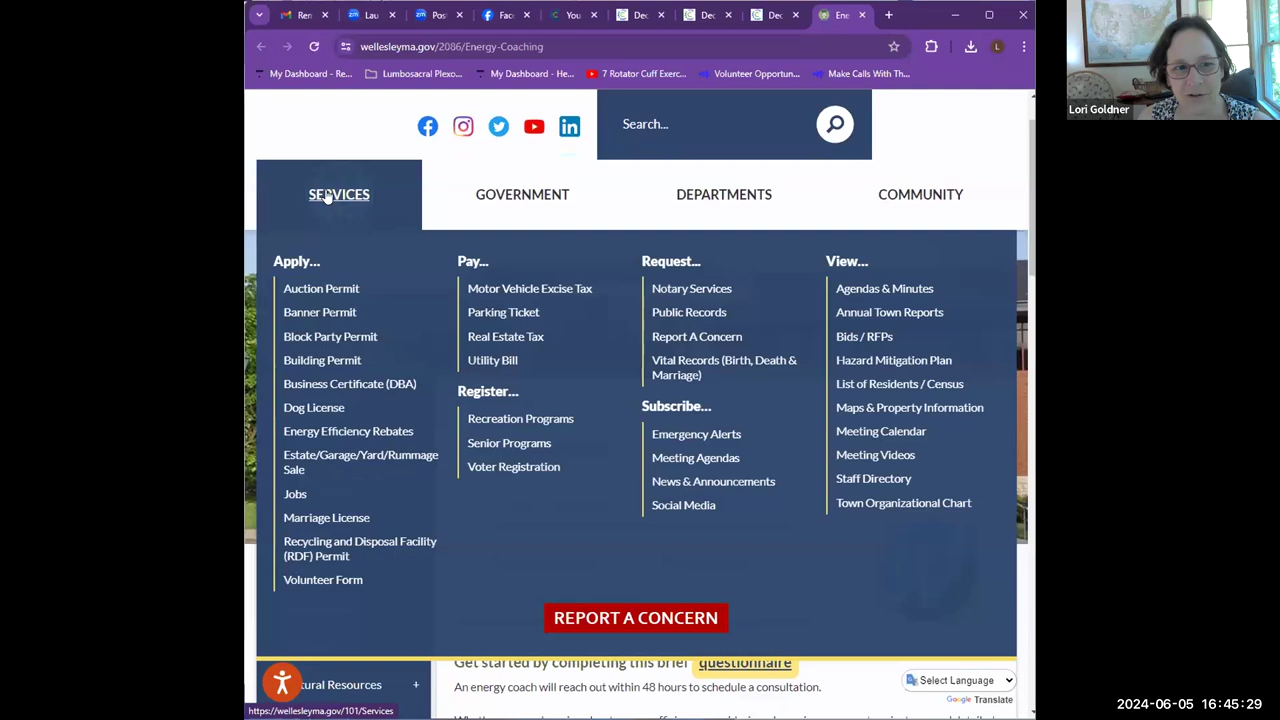 Ren
Lau
Pos
Face
You
Dec
Dec
Dec
Ene
wellesleyma.gov/2086/Energy-Coaching
L
My Dashboard - Re...
Lumbosacral Plexo...
My Dashboard - He...
7 Rotator Cuff Exerc...
Volunteer Opportun...
Make Calls With Th...
Lori Goldner
Search...
SERVICES
GOVERNMENT
DEPARTMENTS
COMMUNITY
Apply...
Auction Permit
Banner Permit
Block Party Permit
Building Permit
Business Certificate (DBA)
Dog License
Energy Efficiency Rebates
Estate/Garage/Yard/Rummage
Sale
Jobs
Marriage License
Recycling and Disposal Facility
(RDF) Permit
Volunteer Form
Pay...
Motor Vehicle Excise Tax
Parking Ticket
Real Estate Tax
Utility Bill
Register...
Recreation Programs
Senior Programs
Voter Registration
Request...
Notary Services
Public Records
Report A Concern
Vital Records (Birth, Death &
Marriage)
Subscribe...
Emergency Alerts
Meeting Agendas
News & Announcements
Social Media
View...
Agendas & Minutes
Annual Town Reports
Bids / RFPs
Hazard Mitigation Plan
List of Residents / Census
Maps & Property Information
Meeting Calendar
Meeting Videos
Staff Directory
Town Organizational Chart
REPORT A CONCERN
Get started by completing this brief questionnaire
An energy coach will reach out within 48 hours to schedule a consultation.
tural Resources +
Select Language
Google Translate
https://wellesleyma.gov/101/Services
2024-06-05 16:45:29